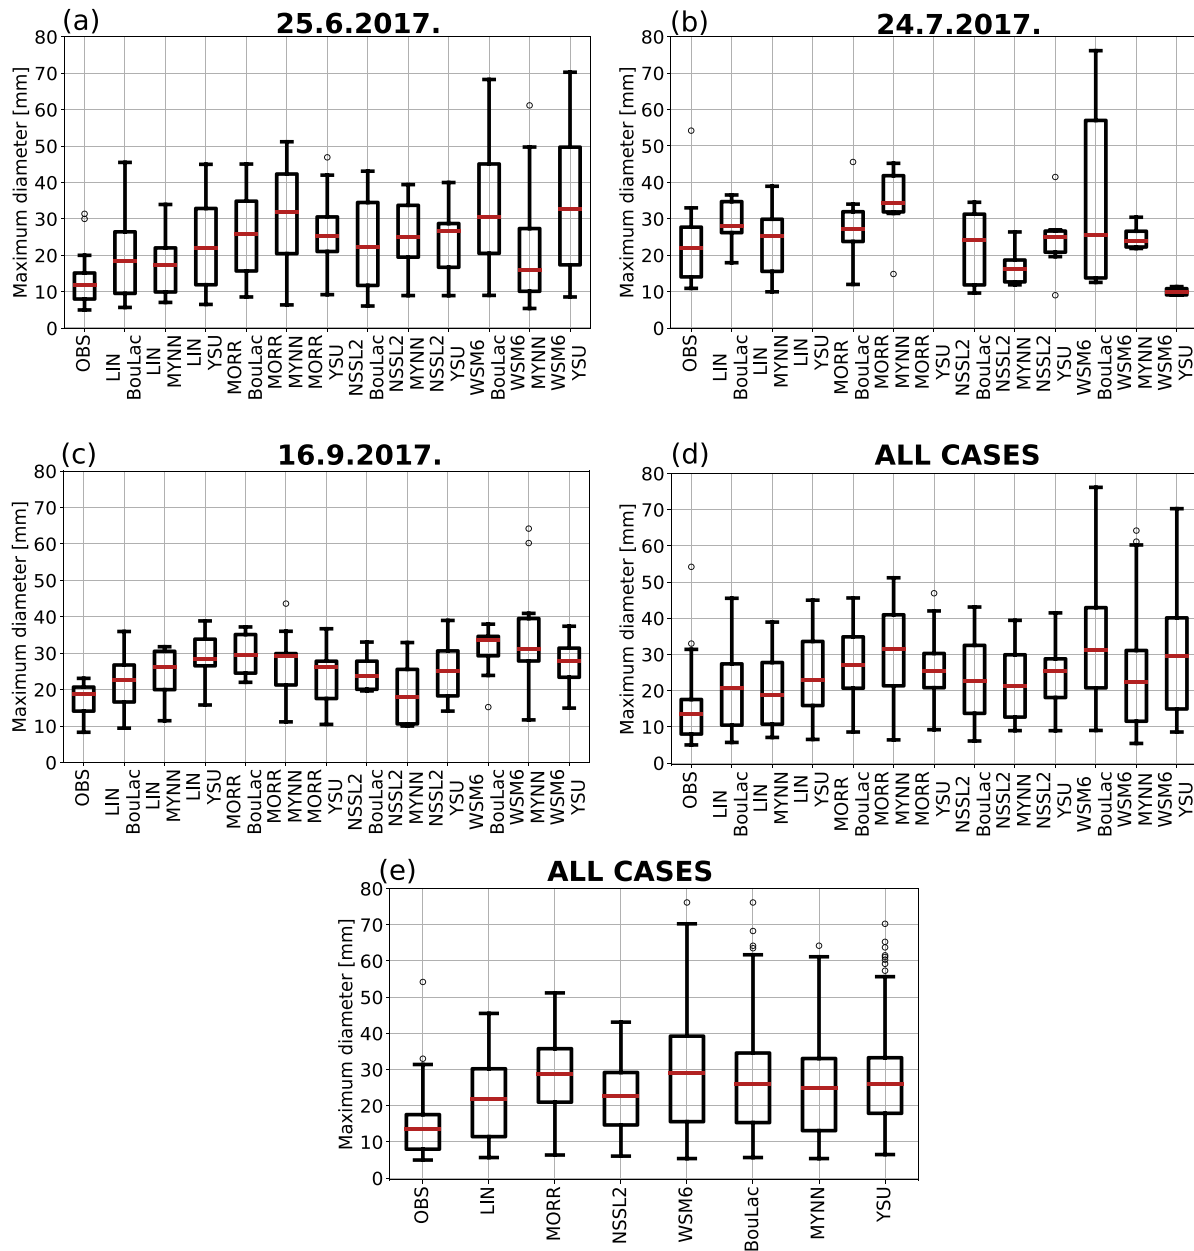 (a) 25.6.2017.
Maximum diameter [mm]
80
70
60
50
40
30
20
10
0
OBS
LIN BouLac
LIN MYNN
LIN YSU
MORR BouLac
MORR MYNN
MORR YSU
NSSL2 BouLac
NSSL2 MYNN
NSSL2 YSU
WSM6 BouLac
WSM6 MYNN
WSM6 YSU
(b) 24.7.2017.
Maximum diameter [mm]
80
70
60
50
40
30
20
10
0
OBS
LIN BouLac
LIN MYNN
LIN YSU
MORR BouLac
MORR MYNN
MORR YSU
NSSL2 BouLac
NSSL2 MYNN
NSSL2 YSU
WSM6 BouLac
WSM6 MYNN
WSM6 YSU
(c) 16.9.2017.
Maximum diameter [mm]
80
70
60
50
40
30
20
10
0
OBS
LIN BouLac
LIN MYNN
LIN YSU
MORR BouLac
MORR MYNN
MORR YSU
NSSL2 BouLac
NSSL2 MYNN
NSSL2 YSU
WSM6 BouLac
WSM6 MYNN
WSM6 YSU
(d) ALL CASES
Maximum diameter [mm]
80
70
60
50
40
30
20
10
0
OBS
LIN BouLac
LIN MYNN
LIN YSU
MORR BouLac
MORR MYNN
MORR YSU
NSSL2 BouLac
NSSL2 MYNN
NSSL2 YSU
WSM6 BouLac
WSM6 MYNN
WSM6 YSU
(e) ALL CASES
Maximum diameter [mm]
80
70
60
50
40
30
20
10
0
OBS
LIN
MORR
NSSL2
WSM6
BouLac
MYNN
YSU